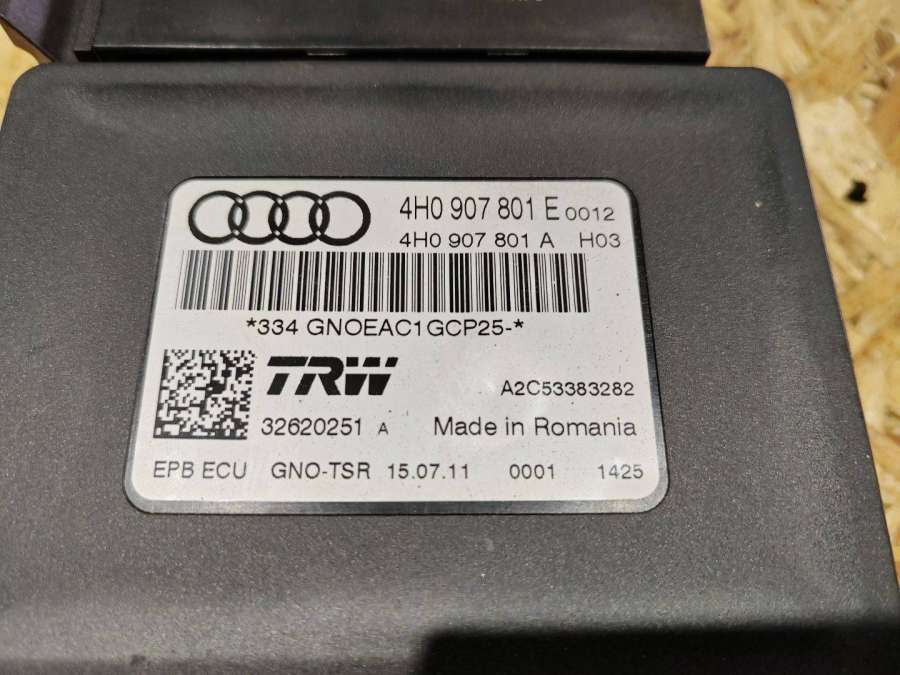 4H0 907 801 E 0012
4H0 907 801 A H03
*334 GNOEAC1GCP25-*
TRW
A2C53383282
32620251 A Made in Romania
EPB ECU GNO-TSR 15.07.11 0001 1425